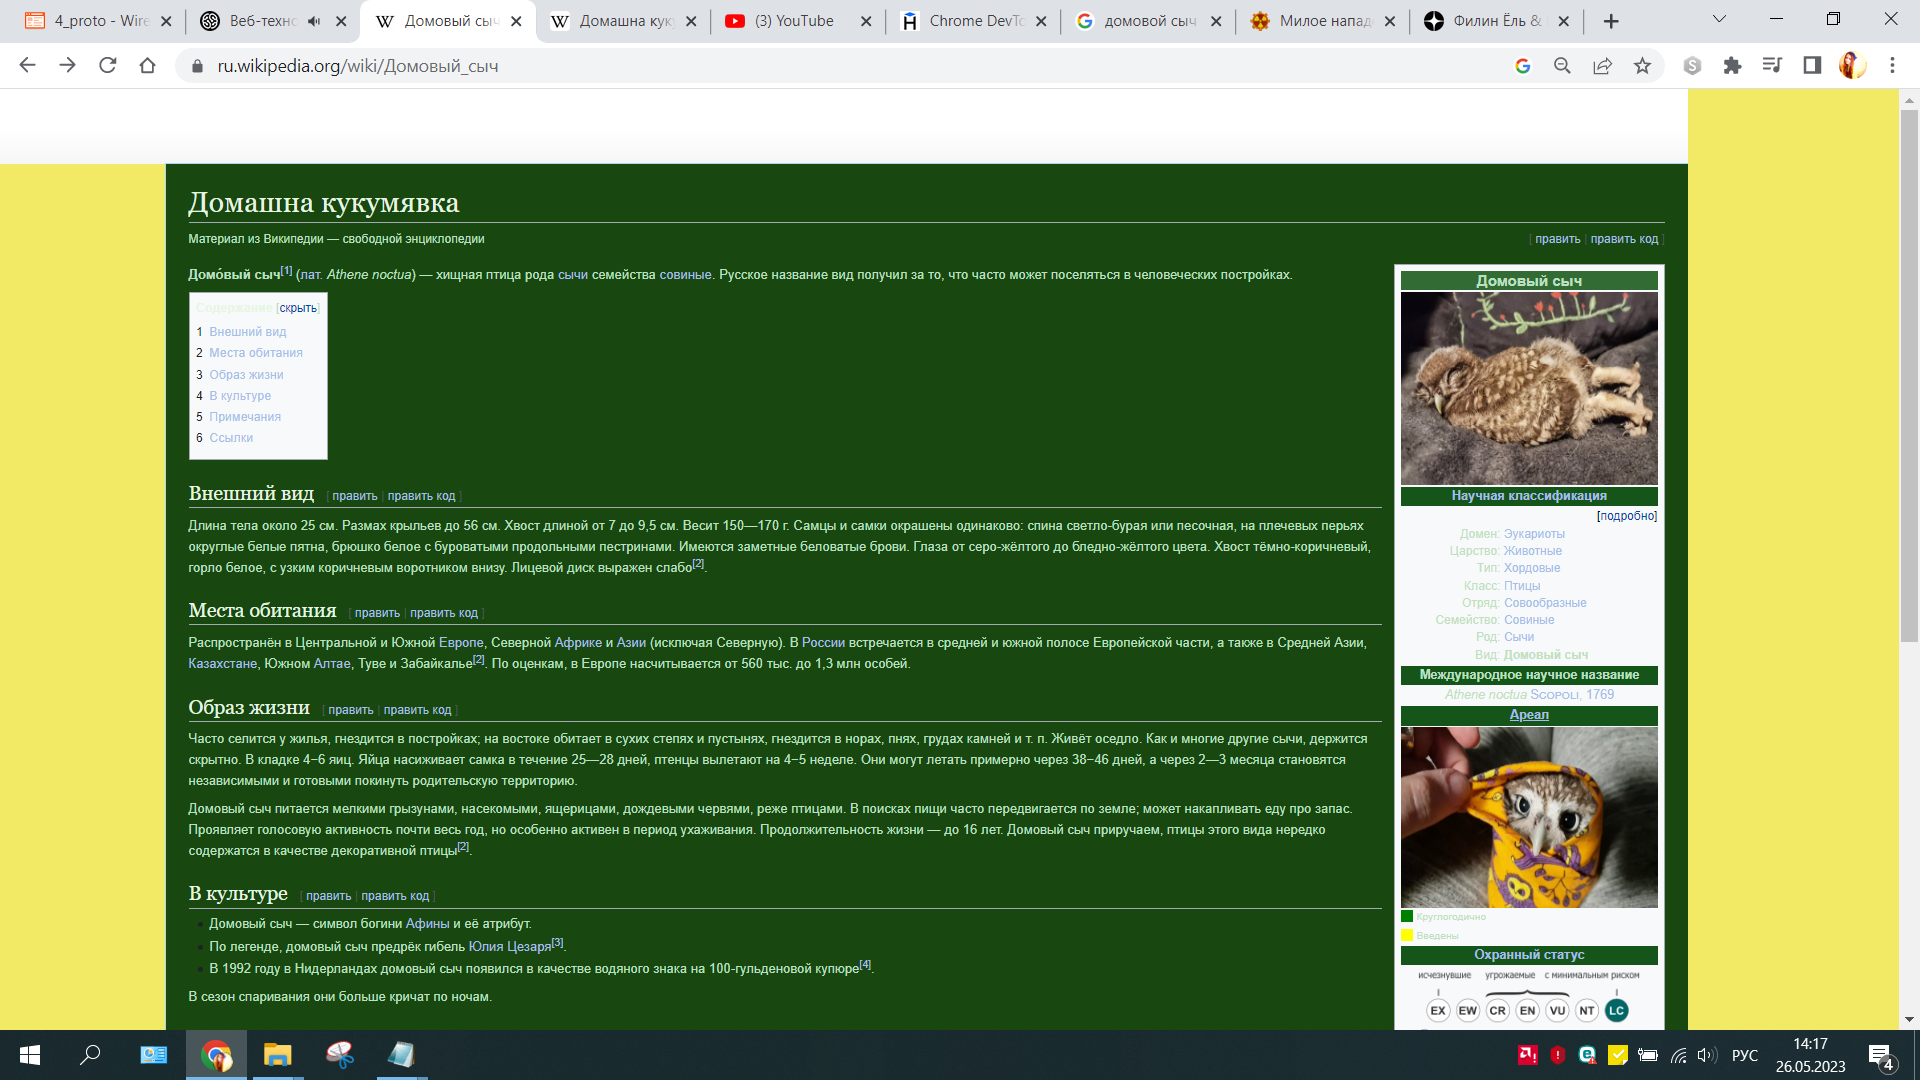 4_proto - Wire
Веб-техно
Домовый сыч
Домашна кук
(3) YouTube
Chrome DevTo
домовой сыч
Милое напад
Филин Ёль &
ru.wikipedia.org/wiki/Домовый_сыч
Домашна кукумявка
Материал из Википедии — свободной энциклопедии
[ править | править код ]
Домо́вый сыч[1] (лат. Athene noctua) — хищная птица рода сычи семейства совиные. Русское название вид получил за то, что часто может поселяться в человеческих постройках.
Содержание [скрыть]
1 Внешний вид
2 Места обитания
3 Образ жизни
4 В культуре
5 Примечания
6 Ссылки
Внешний вид [ править | править код ]
Длина тела около 25 см. Размах крыльев до 56 см. Хвост длиной от 7 до 9,5 см. Весит 150—170 г. Самцы и самки окрашены одинаково: спина светло-бурая или песочная, на плечевых перьях
округлые белые пятна, брюшко белое с буроватыми продольными пестринами. Имеются заметные беловатые брови. Глаза от серо-жёлтого до бледно-жёлтого цвета. Хвост тёмно-коричневый,
горло белое, с узким коричневым воротником внизу. Лицевой диск выражен слабо[2].
Места обитания [ править | править код ]
Распространён в Центральной и Южной Европе, Северной Африке и Азии (исключая Северную). В России встречается в средней и южной полосе Европейской части, а также в Средней Азии,
Казахстане, Южном Алтае, Туве и Забайкалье[2]. По оценкам, в Европе насчитывается от 560 тыс. до 1,3 млн особей.
Образ жизни [ править | править код ]
Часто селится у жилья, гнездится в постройках; на востоке обитает в сухих степях и пустынях, гнездится в норах, пнях, грудах камней и т. п. Живёт оседло. Как и многие другие сычи, держится
скрытно. В кладке 4−6 яиц. Яйца насиживает самка в течение 25—28 дней, птенцы вылетают на 4−5 неделе. Они могут летать примерно через 38−46 дней, а через 2—3 месяца становятся
независимыми и готовыми покинуть родительскую территорию.
Домовый сыч питается мелкими грызунами, насекомыми, ящерицами, дождевыми червями, реже птицами. В поисках пищи часто передвигается по земле; может накапливать еду про запас.
Проявляет голосовую активность почти весь год, но особенно активен в период ухаживания. Продолжительность жизни — до 16 лет. Домовый сыч приручаем, птицы этого вида нередко
содержатся в качестве декоративной птицы[2].
В культуре [ править | править код ]
Домовый сыч — символ богини Афины и её атрибут.
По легенде, домовый сыч предрёк гибель Юлия Цезаря[3].
В 1992 году в Нидерландах домовый сыч появился в качестве водяного знака на 100-гульденовой купюре[4].
В сезон спаривания они больше кричат по ночам.
Домовый сыч
Научная классификация
[подробно]
Домен: Эукариоты
Царство: Животные
Тип: Хордовые
Класс: Птицы
Отряд: Совообразные
Семейство: Совиные
Род: Сычи
Вид: Домовый сыч
Международное научное название
Athene noctua Scopoli, 1769
Ареал
Круглогодично
Введены
Охранный статус
исчезнувшие угрожаемые с минимальным риском
EX EW CR EN VU NT LC
РУС
14:17
26.05.2023
4